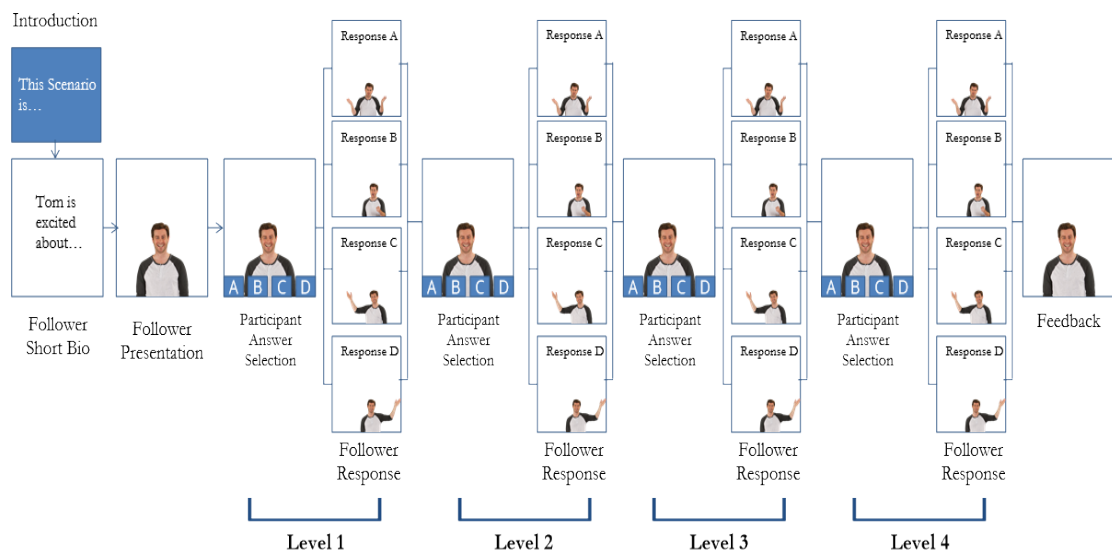 Introduction
This Scenario
is…
Tom is
excited
about…
Follower
Short Bio
Follower
Presentation
A B C D
Participant
Answer
Selection
Response A
Response B
Response C
Response D
Follower
Response
A B C D
Participant
Answer
Selection
Response A
Response B
Response C
Response D
Follower
Response
A B C D
Participant
Answer
Selection
Response A
Response B
Response C
Response D
Follower
Response
A B C D
Participant
Answer
Selection
Response A
Response B
Response C
Response D
Follower
Response
Feedback
Level 1
Level 2
Level 3
Level 4